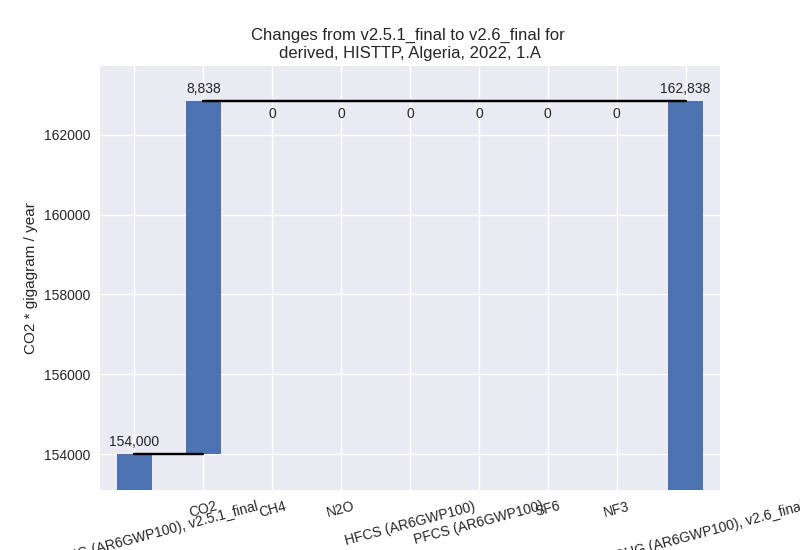 Changes from v2.5.1_final to v2.6_final for
derived, HISTTP, Algeria, 2022, 1.A
8,838
162,838
0 0 0 0 0 0
162000
160000
CO2 * gigagram / year
158000
156000
154,000
154000
CO2 CH4 N2O HFCS (AR6GWP100) PFCS (AR6GWP100) SF6 NF3
(AR6GWP100), v2.5.1_final
(AR6GWP100), v2.6_final